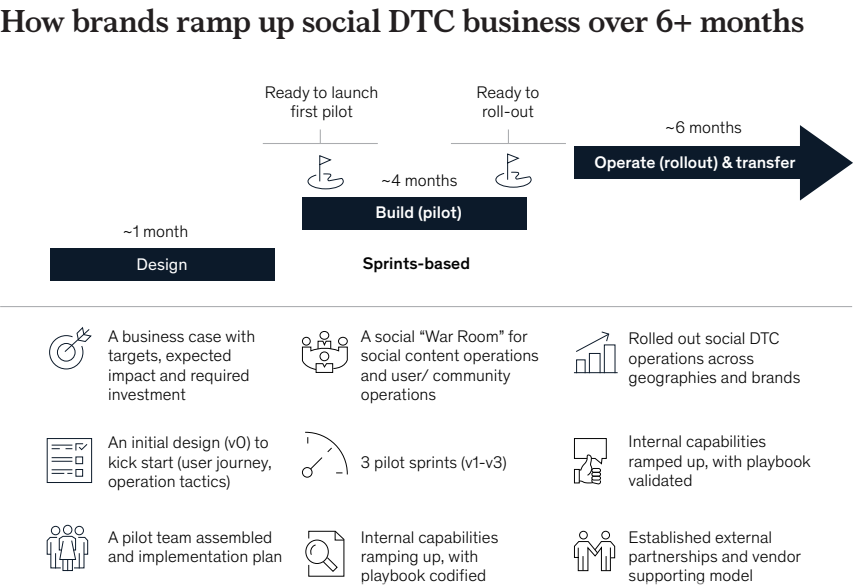 How brands ramp up social DTC business over 6+ months
Ready to launch
first pilot
Ready to
roll-out
~6 months
Operate (rollout) & transfer
~4 months
Build (pilot)
~1 month
Design
Sprints-based
A business case with
targets, expected
impact and required
investment
A social “War Room” for
social content operations
and user/ community
operations
Rolled out social DTC
operations across
geographies and brands
An initial design (v0) to
kick start (user journey,
operation tactics)
3 pilot sprints (v1-v3)
Internal capabilities
ramped up, with playbook
validated
A pilot team assembled
and implementation plan
Internal capabilities
ramping up, with
playbook codified
Established external
partnerships and vendor
supporting model